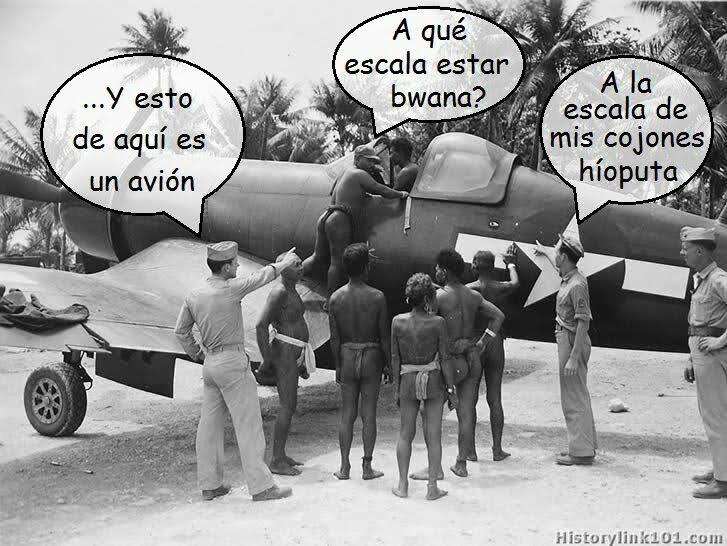 ...Y esto
de aquí es
un avión
A qué
escala estar
bwana?
A la
escala de
mis cojones
híoputa
Historylink101.com